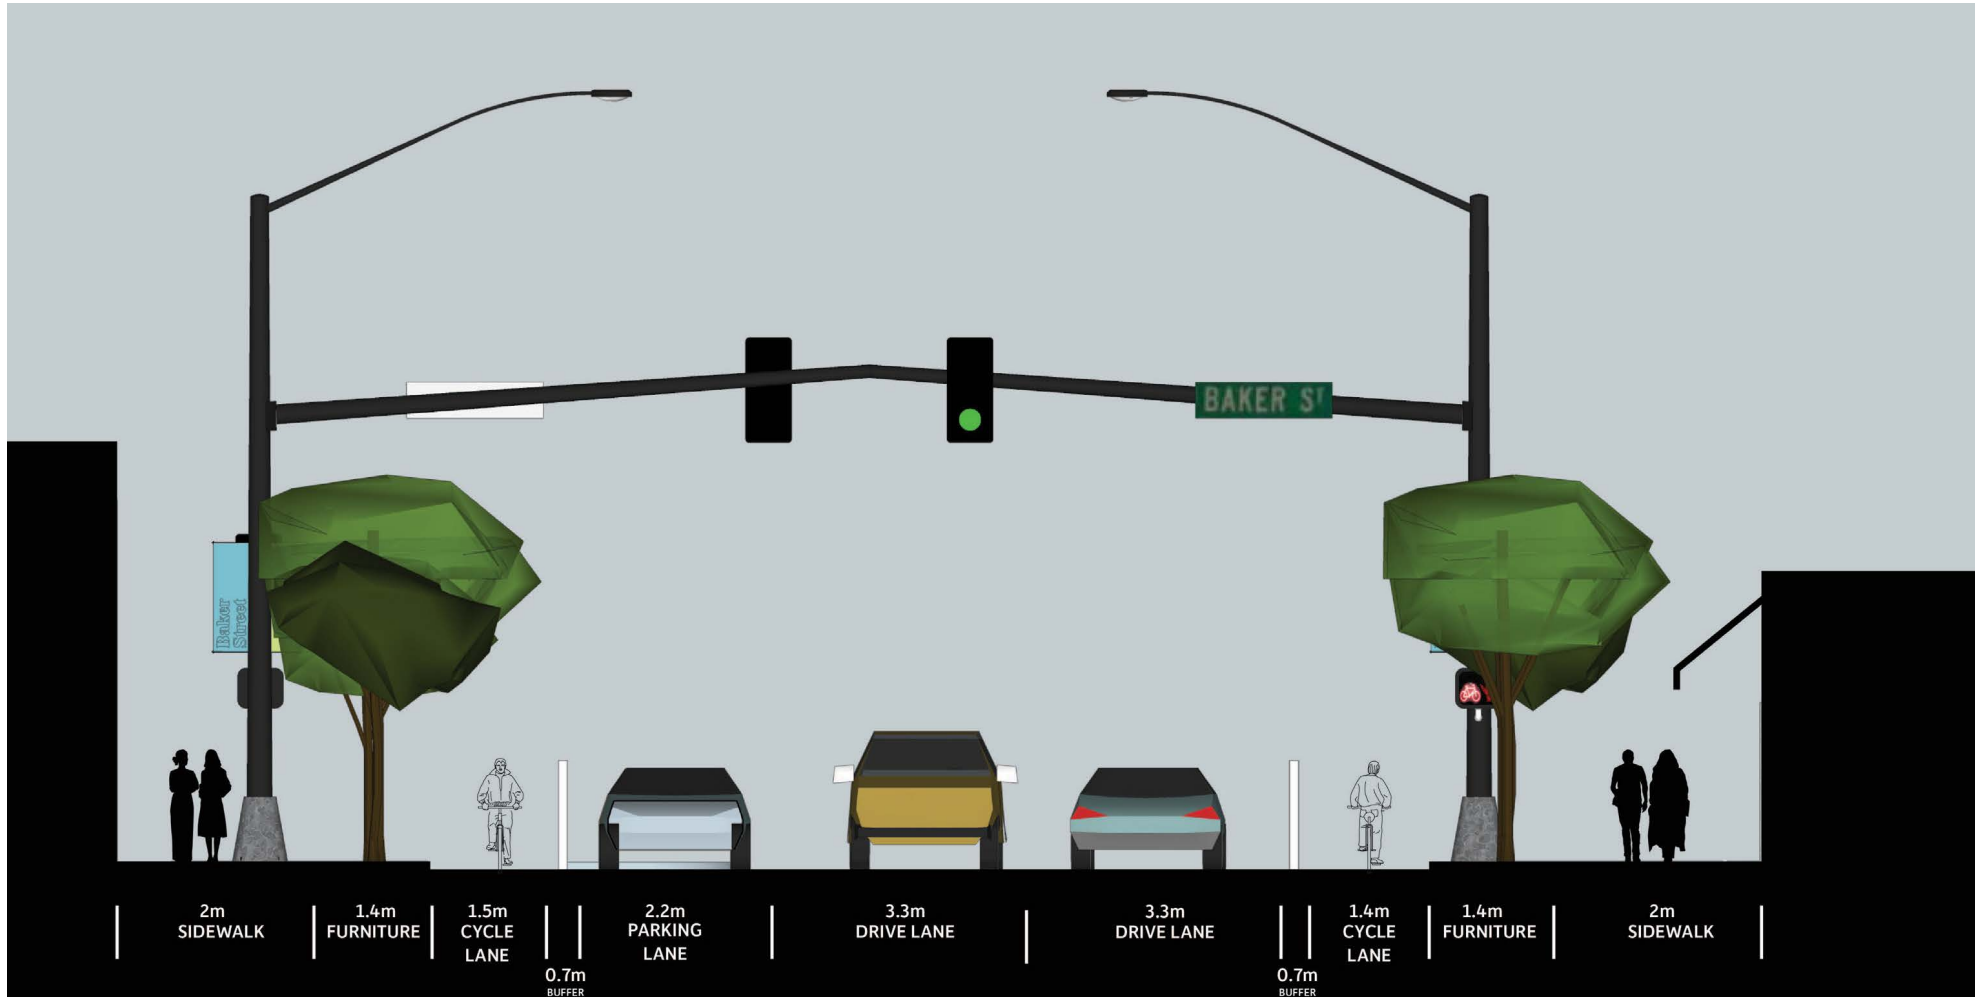 BAKER ST
Baker
Street
2m
SIDEWALK
1.4m
FURNITURE
1.5m
CYCLE
LANE
0.7m
BUFFER
2.2m
PARKING
LANE
3.3m
DRIVE LANE
3.3m
DRIVE LANE
0.7m
BUFFER
1.4m
CYCLE
LANE
1.4m
FURNITURE
2m
SIDEWALK